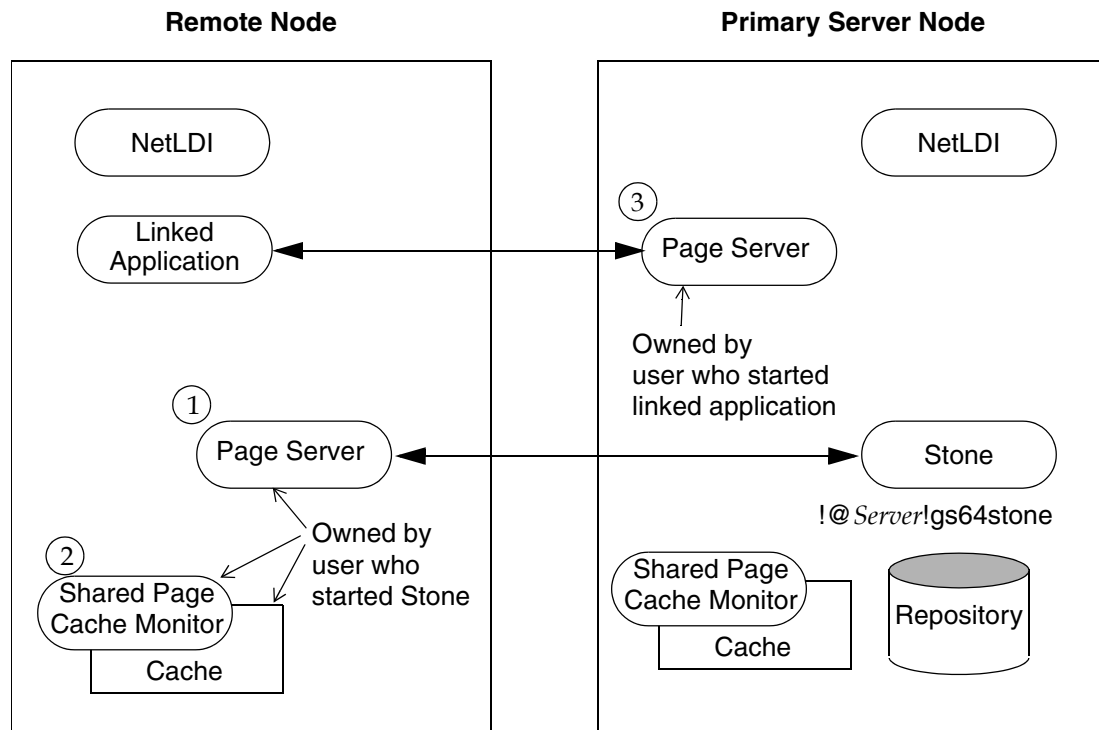 Remote Node
Primary Server Node
NetLDI
NetLDI
Linked
Application
3
Page Server
Owned by
user who started
linked application
1
Page Server
Stone
!@Server!gs64stone
Owned by
user who
started Stone
2
Shared Page
Cache Monitor
Cache
Shared Page
Cache Monitor
Cache
Repository